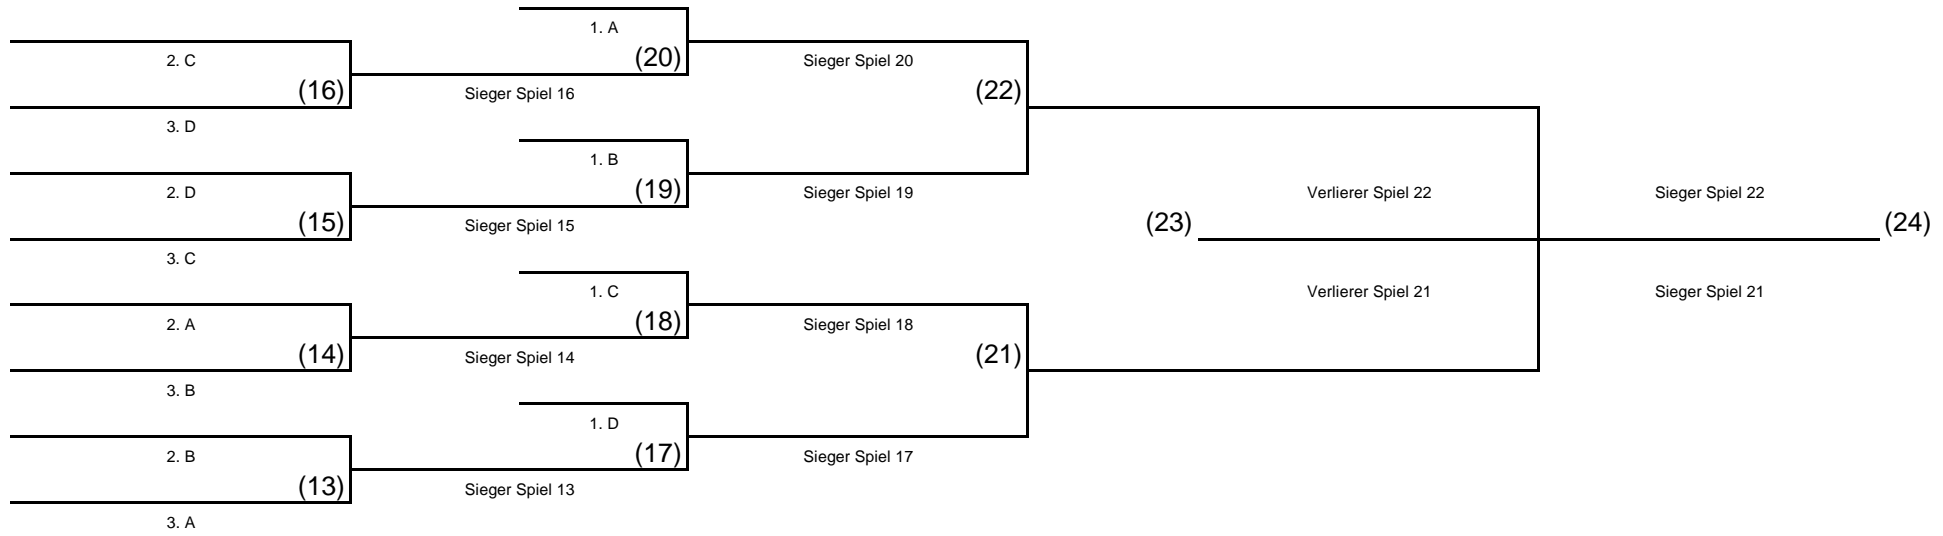 1. A
2. C
(20)
Sieger Spiel 20
(16)
Sieger Spiel 16
(22)
3. D
1. B
2. D
(19)
Sieger Spiel 19
Verlierer Spiel 22
Sieger Spiel 22
(15)
Sieger Spiel 15
(23)
(24)
3. C
1. C
Verlierer Spiel 21
Sieger Spiel 21
2. A
(18)
Sieger Spiel 18
(14)
Sieger Spiel 14
(21)
3. B
1. D
2. B
(17)
Sieger Spiel 17
(13)
Sieger Spiel 13
3. A